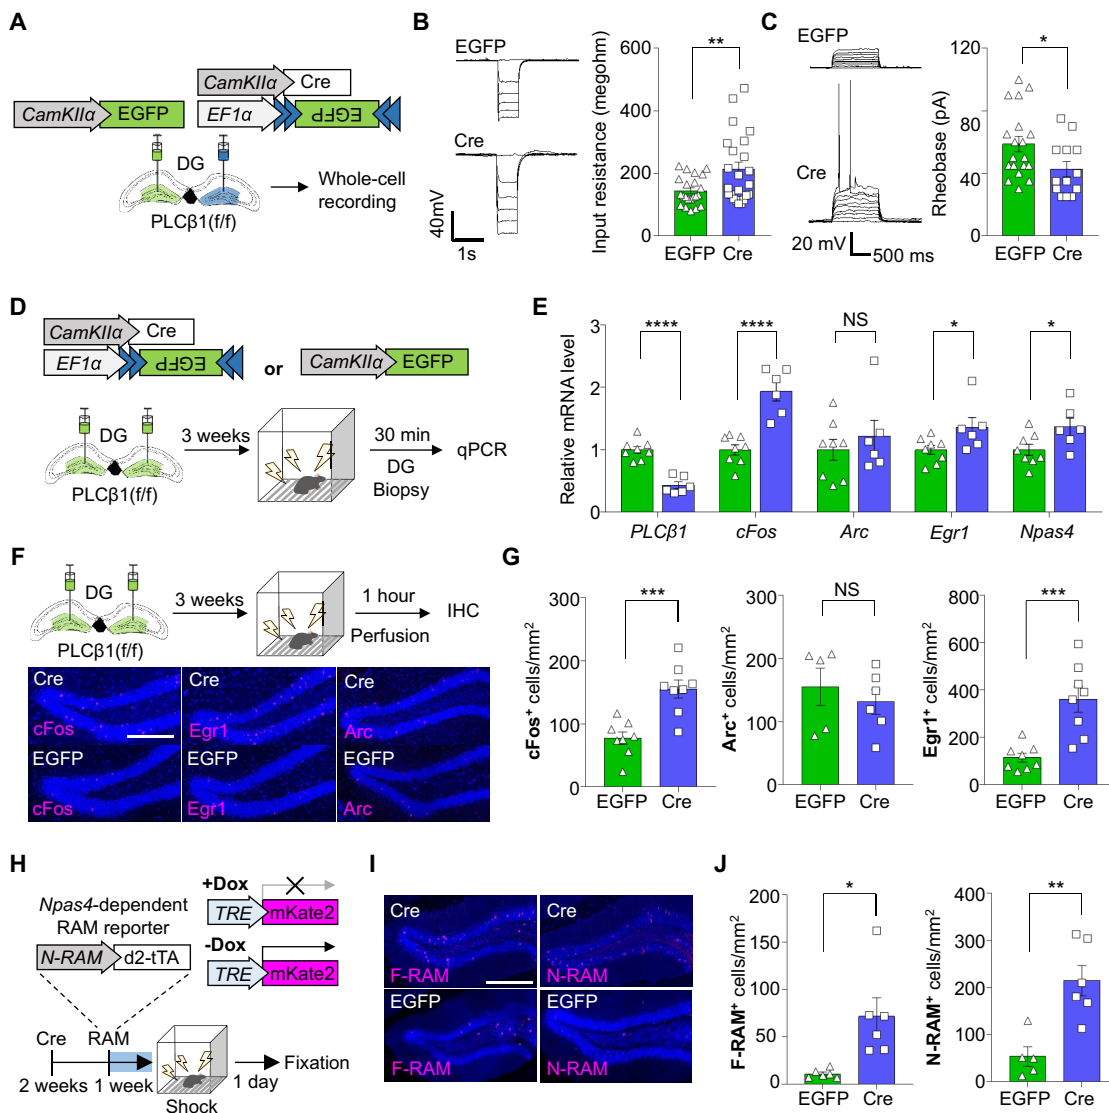 A
CamKIIα Cre
CamKIIα EGFP
EF1α EGFP
DG
PLCβ1(f/f)
Whole-cell
recording
B
EGFP
Cre
40mV
1s
Input resistance (megohm)
600
400
200
0
**
EGFP Cre
C
EGFP
Cre
20 mV
500 ms
Rheobase (pA)
120
80
40
0
*
EGFP Cre
D
CamKIIα Cre
EF1α EGFP
or
CamKIIα EGFP
DG
PLCβ1(f/f)
3 weeks
30 min
DG
Biopsy
qPCR
E
Relative mRNA level
3
2
1
0
**** **** NS * *
PLCβ1 cFos Arc Egr1 Npas4
F
DG
PLCβ1(f/f)
3 weeks
1 hour
Perfusion
IHC
Cre Cre Cre
cFos Egr1 Arc
EGFP EGFP EGFP
cFos Egr1 Arc
G
cFos⁺ cells/mm²
300
200
100
0
***
EGFP Cre
Arc⁺ cells/mm²
300
200
100
0
NS
EGFP Cre
Egr1⁺ cells/mm²
800
600
400
200
0
***
EGFP Cre
H
Npas4-dependent
RAM reporter
N-RAM d2-tTA
+Dox
TRE mKate2
-Dox
TRE mKate2
Cre RAM
2 weeks 1 week
Shock
1 day
Fixation
I
Cre Cre
F-RAM N-RAM
EGFP EGFP
F-RAM N-RAM
J
F-RAM⁺ cells/mm²
200
150
100
50
0
*
EGFP Cre
N-RAM⁺ cells/mm²
400
300
200
100
0
**
EGFP Cre